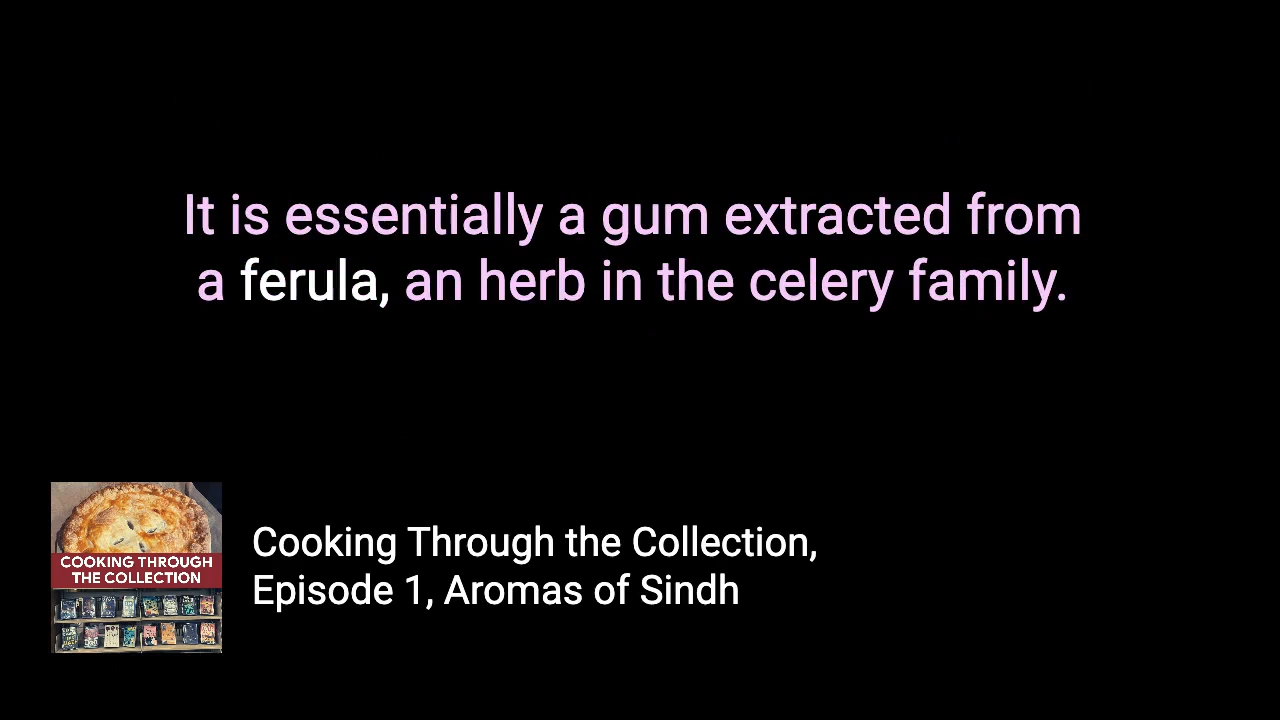 It is essentially a gum extracted from
a ferula, an herb in the celery family.
COOKING THROUGH
THE COLLECTION
Cooking Through the Collection,
Episode 1, Aromas of Sindh